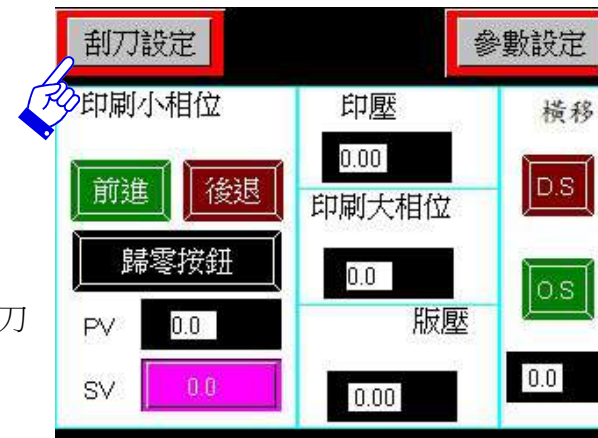 刮刀設定 參數設定
印刷小相位 印壓 橫移
0.00
前進 後退 D.S
印刷大相位
歸零按鈕
0.0 O.S
刀
PV 0.0 版壓
SV 0.0 0.00 0.0